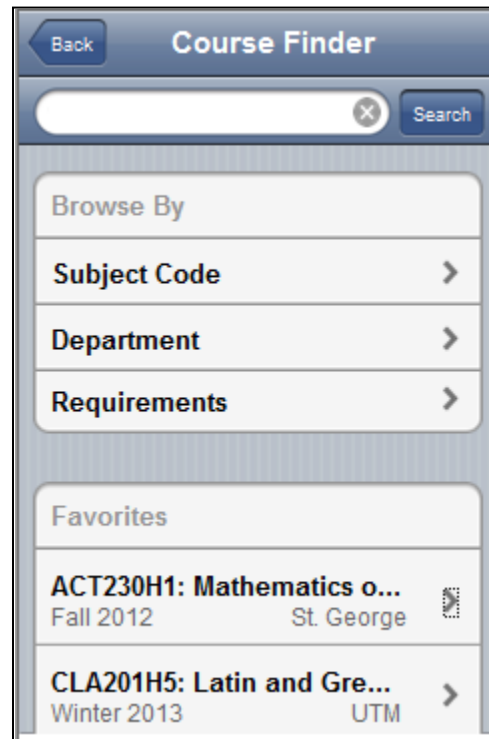 Back Course Finder
Search
Browse By
Subject Code
Department
Requirements
Favorites
ACT230H1: Mathematics o...
Fall 2012 St. George
CLA201H5: Latin and Gre...
Winter 2013 UTM